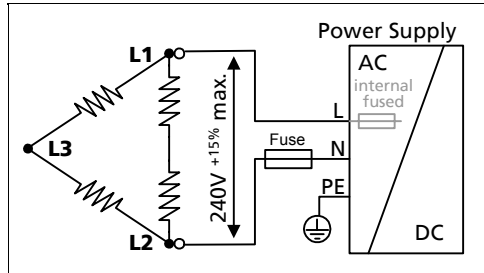 Power Supply
L1
AC
internal
fused
L
240V +15% max.
Fuse
N
L3
PE
L2
DC